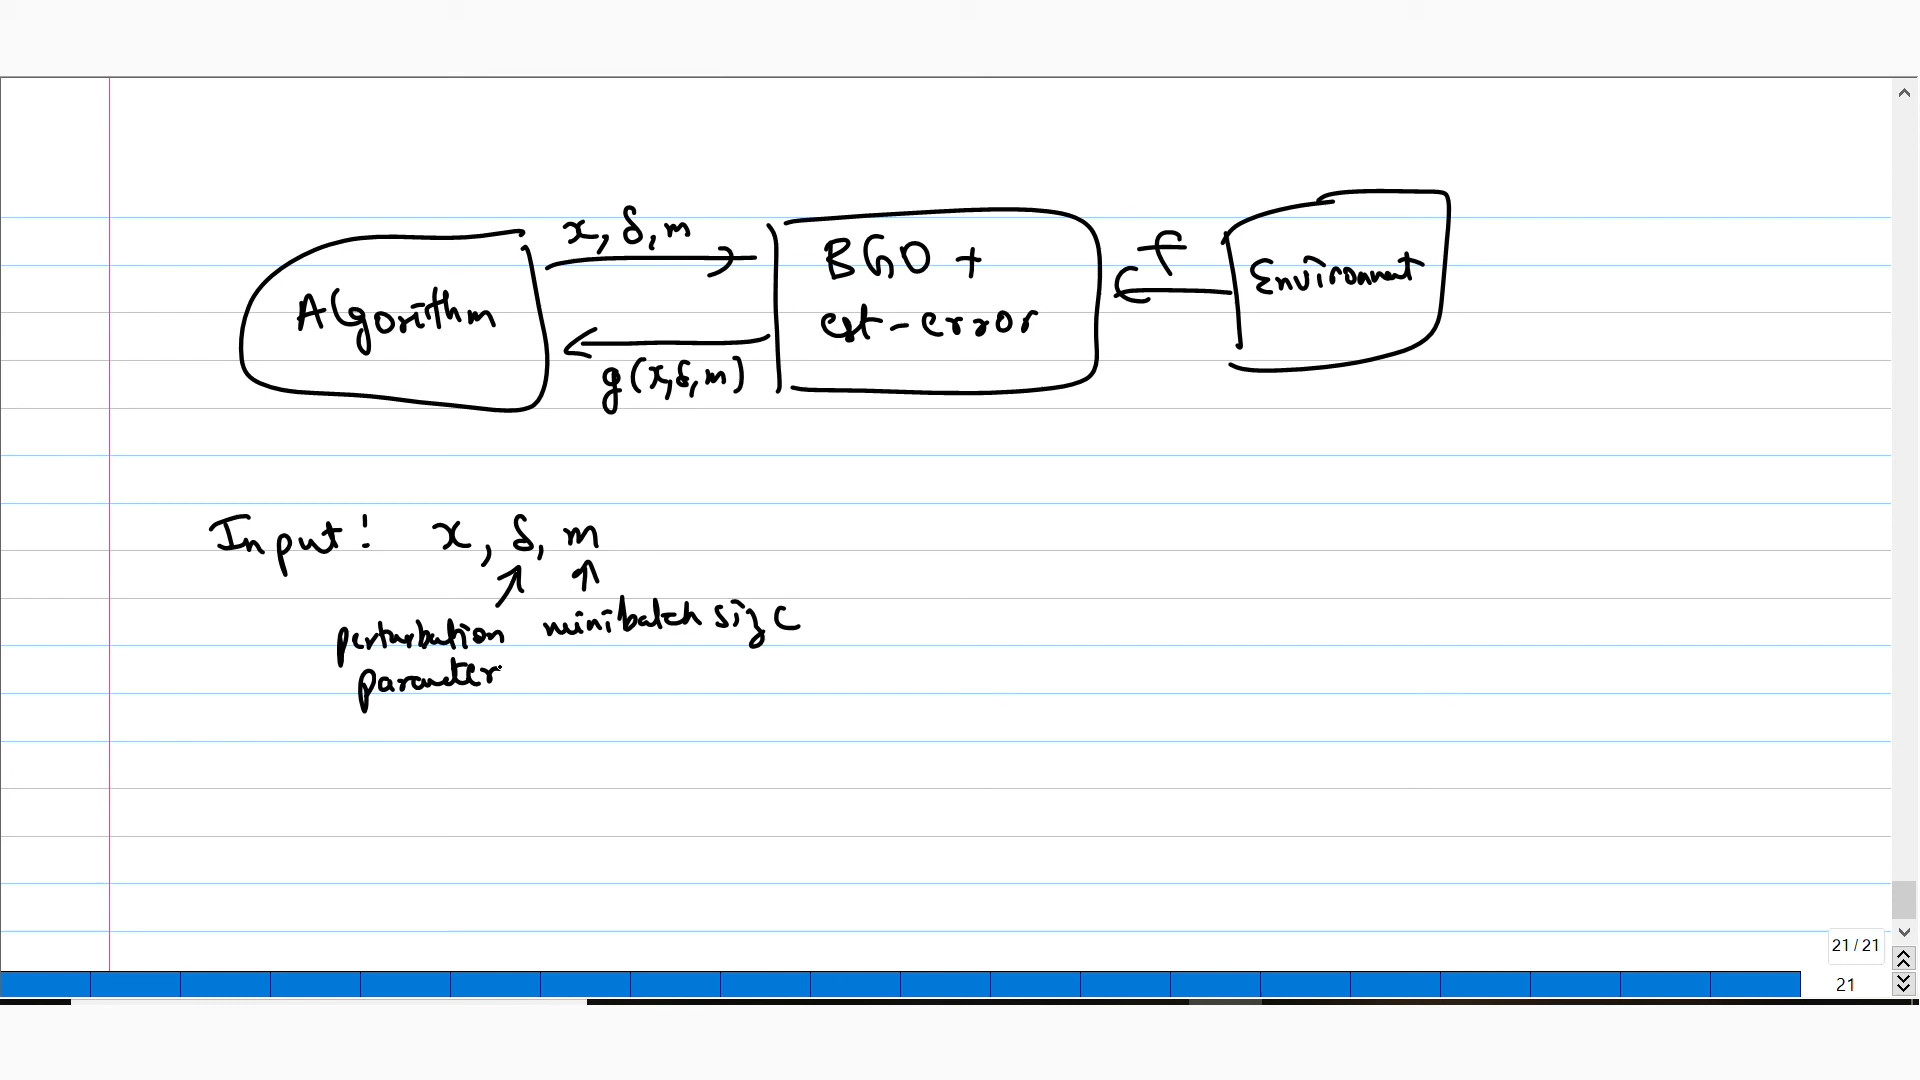 x, δ, m
Algorithm
g(x, δ, m)
BGO +
est-error
f
Environment
Input: x, δ, m
perturbation
parameter
minibatch size
21 / 21
21